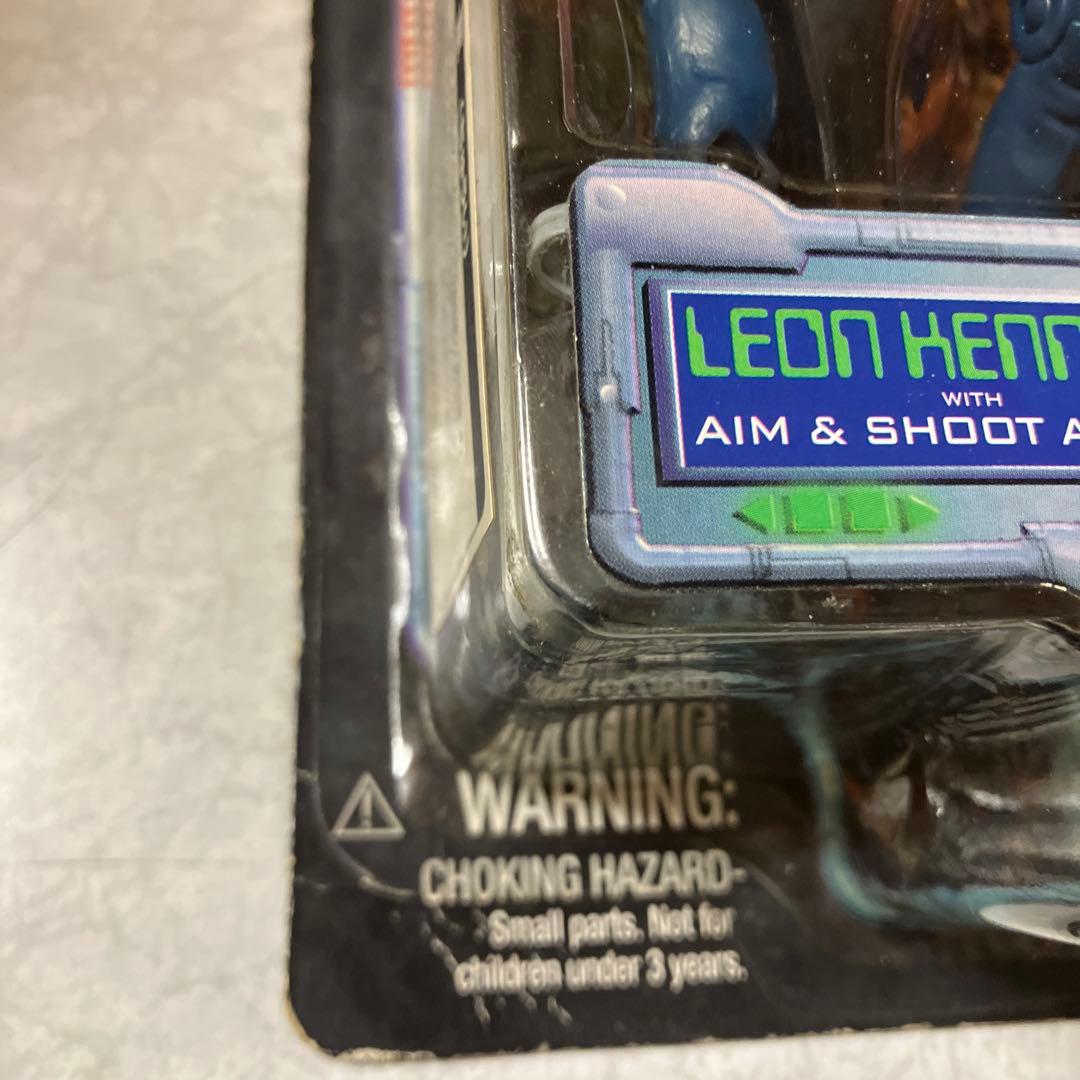 LEON KENN
WITH
AIM & SHOOT A
WARNING:
CHOKING HAZARD-
Small parts. Not for
children under 3 years.